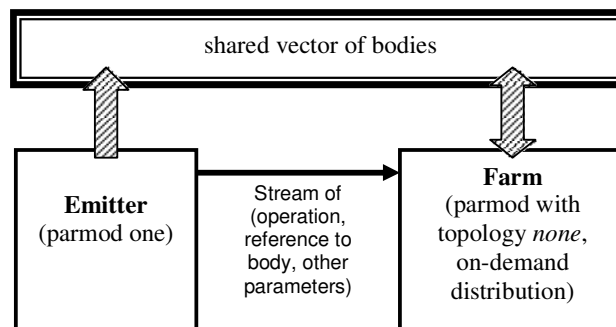 shared vector of bodies
Emitter
(parmod one)
Stream of
(operation,
reference to
body, other
parameters)
Farm
(parmod with
topology none,
on-demand
distribution)